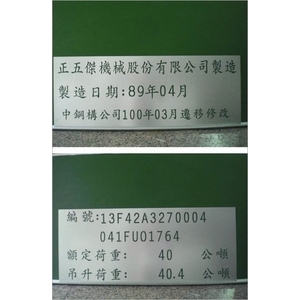 正五傑機械股份有限公司製造
製造日期:89年04月
中鋼構公司100年03月遷移修改
編號:13F42A3270004
041FU01764
額定荷重: 40 公噸
吊升荷重: 40.4 公噸